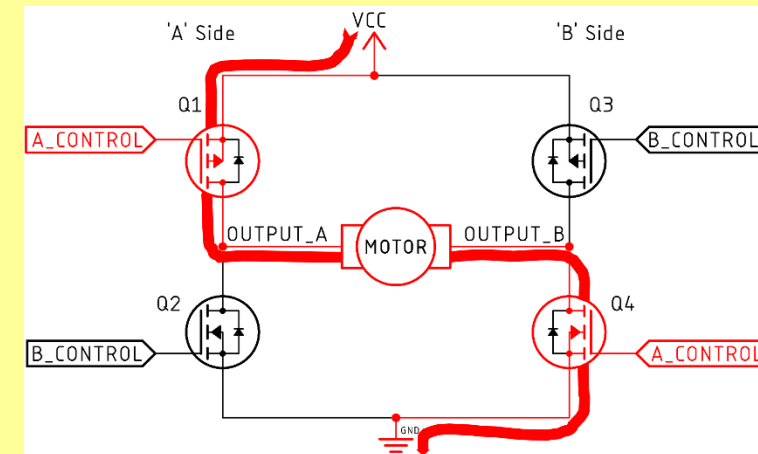 'A' Side
VCC
'B' Side
Q1
Q3
A_CONTROL
B_CONTROL
OUTPUT_A
MOTOR
OUTPUT_B
Q2
Q4
B_CONTROL
A_CONTROL
GND